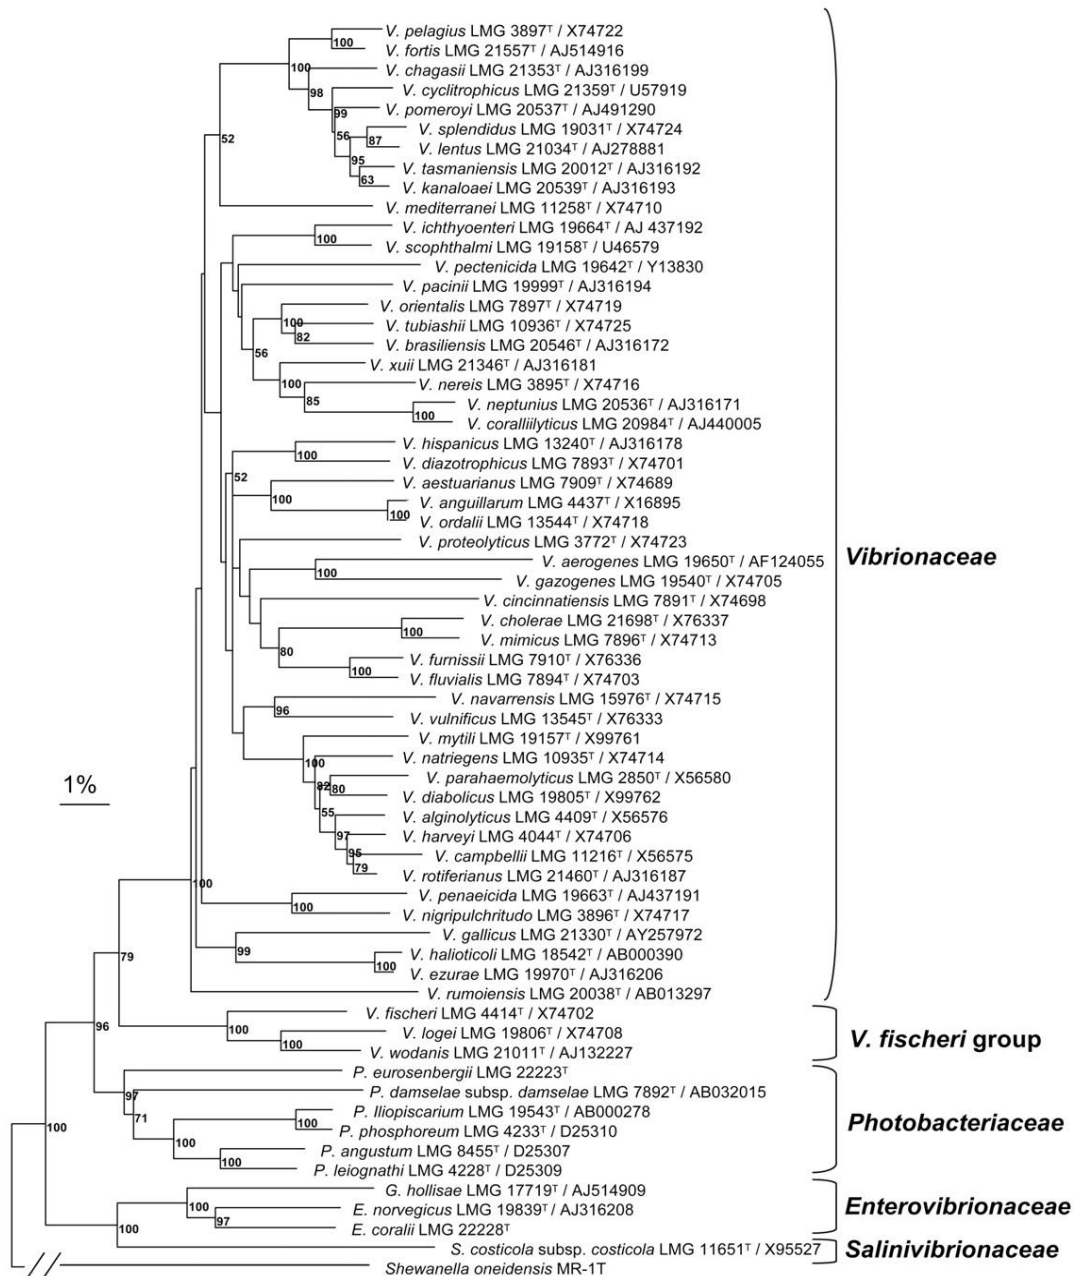 V. pelagius LMG 3897ᵀ / X74722
100
V. fortis LMG 21557ᵀ / AJ514916
100
V. chagasii LMG 21353ᵀ / AJ316199
98
V. cyclitrophicus LMG 21359ᵀ / U57919
99
V. pomeroyi LMG 20537ᵀ / AJ491290
52
56
V. splendidus LMG 19031ᵀ / X74724
87
V. lentus LMG 21034ᵀ / AJ278881
95
V. tasmaniensis LMG 20012ᵀ / AJ316192
63
V. kanaloaei LMG 20539ᵀ / AJ316193
V. mediterranei LMG 11258ᵀ / X74710
V. ichthyoenteri LMG 19664ᵀ / AJ 437192
100
V. scophthalmi LMG 19158ᵀ / U46579
V. pectenicida LMG 19642ᵀ / Y13830
V. pacinii LMG 19999ᵀ / AJ316194
V. orientalis LMG 7897ᵀ / X74719
100
V. tubiashii LMG 10936ᵀ / X74725
82
V. brasiliensis LMG 20546ᵀ / AJ316172
56
V. xuii LMG 21346ᵀ / AJ316181
100
V. nereis LMG 3895ᵀ / X74716
85
V. neptunius LMG 20536ᵀ / AJ316171
100
V. coralliilyticus LMG 20984ᵀ / AJ440005
V. hispanicus LMG 13240ᵀ / AJ316178
100
V. diazotrophicus LMG 7893ᵀ / X74701
52
V. aestuarianus LMG 7909ᵀ / X74689
100
V. anguillarum LMG 4437ᵀ / X16895
100
V. ordalii LMG 13544ᵀ / X74718
V. proteolyticus LMG 3772ᵀ / X74723
Vibrionaceae
V. aerogenes LMG 19650ᵀ / AF124055
100
V. gazogenes LMG 19540ᵀ / X74705
V. cincinnatiensis LMG 7891ᵀ / X74698
V. cholerae LMG 21698ᵀ / X76337
100
V. mimicus LMG 7896ᵀ / X74713
80
V. furnissii LMG 7910ᵀ / X76336
100
V. fluvialis LMG 7894ᵀ / X74703
V. navarrensis LMG 15976ᵀ / X74715
96
V. vulnificus LMG 13545ᵀ / X76333
V. mytili LMG 19157ᵀ / X99761
100
V. natriegens LMG 10935ᵀ / X74714
1%
V. parahaemolyticus LMG 2850ᵀ / X56580
82
80
V. diabolicus LMG 19805ᵀ / X99762
55
V. alginolyticus LMG 4409ᵀ / X56576
97
V. harveyi LMG 4044ᵀ / X74706
95
V. campbellii LMG 11216ᵀ / X56575
79
V. rotiferianus LMG 21460ᵀ / AJ316187
100
V. penaeicida LMG 19663ᵀ / AJ437191
100
V. nigripulchritudo LMG 3896ᵀ / X74717
V. gallicus LMG 21330ᵀ / AY257972
99
V. halioticoli LMG 18542ᵀ / AB000390
79
100
V. ezurae LMG 19970ᵀ / AJ316206
V. rumoiensis LMG 20038ᵀ / AB013297
V. fischeri LMG 4414ᵀ / X74702
96
100
V. logei LMG 19806ᵀ / X74708
V. fischeri group
100
V. wodanis LMG 21011ᵀ / AJ132227
P. eurosenbergii LMG 22223ᵀ
97
P. damselae subsp. damselae LMG 7892ᵀ / AB032015
71
P. lliopiscarium LMG 19543ᵀ / AB000278
100
Photobacteriaceae
100
P. phosphoreum LMG 4233ᵀ / D25310
100
P. angustum LMG 8455ᵀ / D25307
100
P. leiognathi LMG 4228ᵀ / D25309
G. hollisae LMG 17719ᵀ / AJ514909
100
Enterovibrionaceae
E. norvegicus LMG 19839ᵀ / AJ316208
97
100
E. coralii LMG 22228ᵀ
S. costicola subsp. costicola LMG 11651ᵀ / X95527
Salinivibrionaceae
Shewanella oneidensis MR-1T